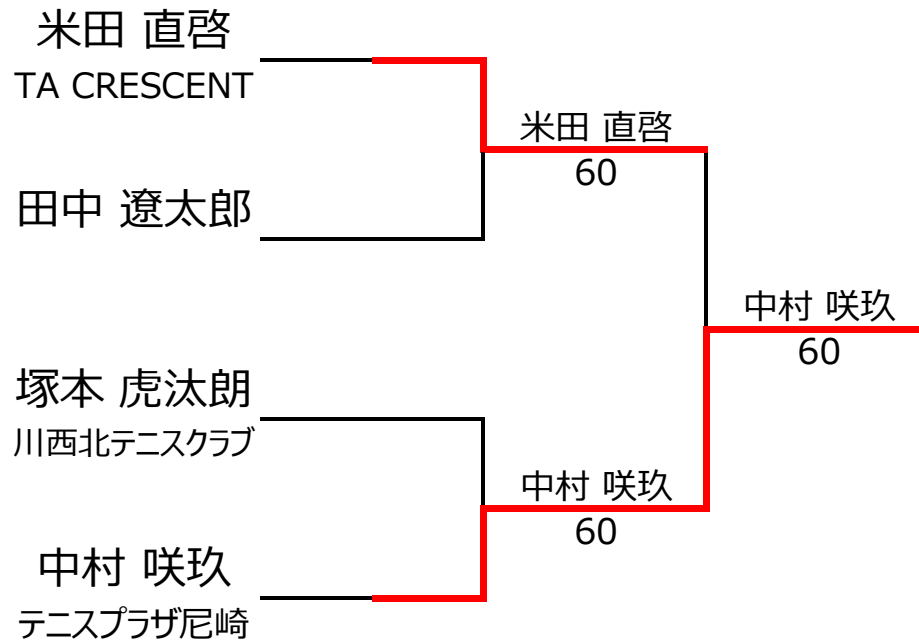 米田 直啓
TA CRESCENT
田中 遼太郎
塚本 虎汰朗
川西北テニスクラブ
中村 咲玖
テニスプラザ尼崎
米田 直啓
60
中村 咲玖
60
中村 咲玖
60